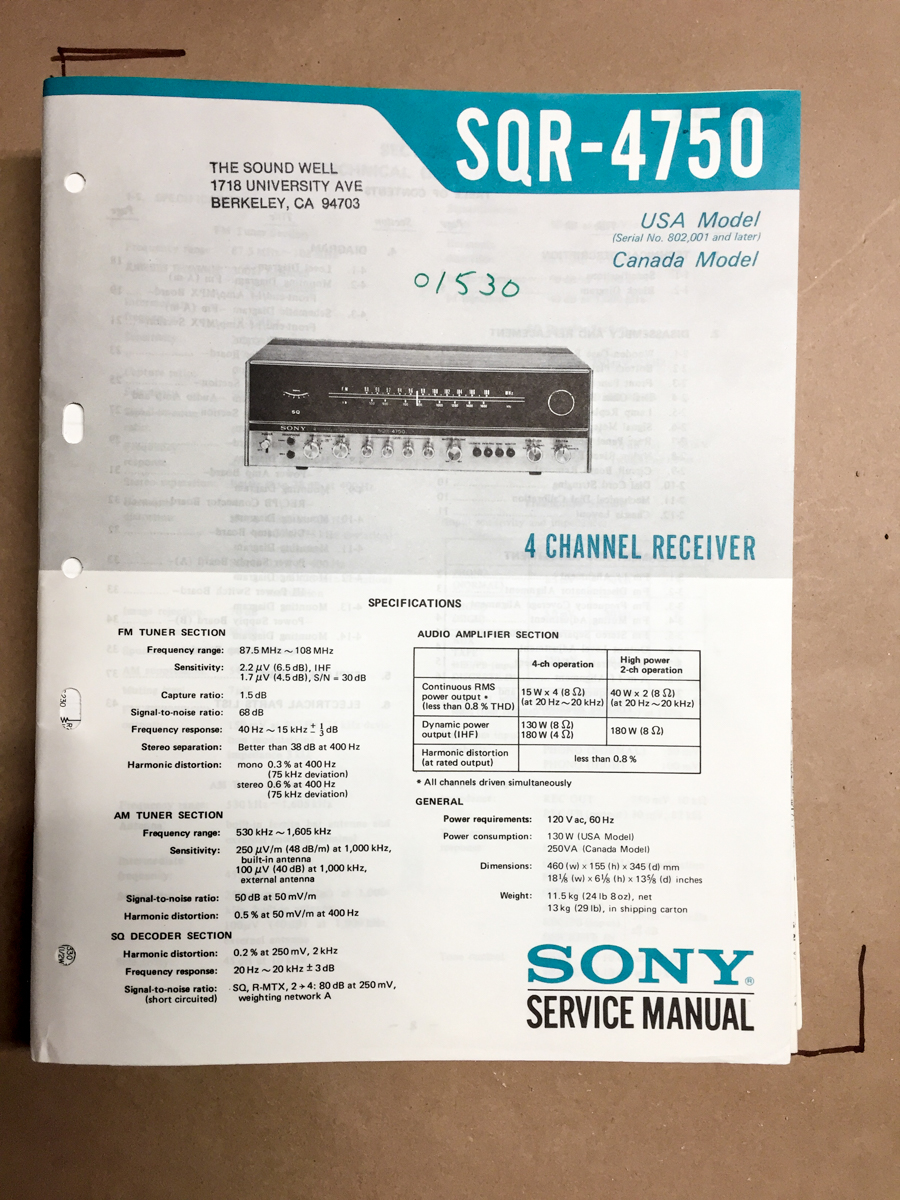 SQR-4750
THE SOUND WELL
1718 UNIVERSITY AVE
BERKELEY, CA 94703
USA Model
(Serial No. 802,001 and later)
Canada Model
01530
FM
MHz
SQ
SONY
SQR-4750
4 CHANNEL RECEIVER
SPECIFICATIONS
FM TUNER SECTION
Frequency range: 87.5 MHz ~ 108 MHz
Sensitivity: 2.2 μV (6.5 dB), IHF
1.7 μV (4.5 dB), S/N = 30 dB
Capture ratio: 1.5 dB
Signal-to-noise ratio: 68 dB
Frequency response: 40 Hz ~ 15 kHz ± 1/3 dB
Stereo separation: Better than 38 dB at 400 Hz
Harmonic distortion: mono 0.3 % at 400 Hz
(75 kHz deviation)
stereo 0.6 % at 400 Hz
(75 kHz deviation)
AM TUNER SECTION
Frequency range: 530 kHz ~ 1,605 kHz
Sensitivity: 250 μV/m (48 dB/m) at 1,000 kHz,
built-in antenna
100 μV (40 dB) at 1,000 kHz,
external antenna
Signal-to-noise ratio: 50 dB at 50 mV/m
Harmonic distortion: 0.5 % at 50 mV/m at 400 Hz
SQ DECODER SECTION
Harmonic distortion: 0.2 % at 250 mV, 2 kHz
Frequency response: 20 Hz ~ 20 kHz ± 3 dB
Signal-to-noise ratio: SQ, R-MTX, 2 → 4: 80 dB at 250 mV,
(short circuited) weighting network A
AUDIO AMPLIFIER SECTION
4-ch operation
High power
2-ch operation
Continuous RMS
power output *
(less than 0.8 % THD)
15 W x 4 (8 Ω)
(at 20 Hz ~ 20 kHz)
40 W x 2 (8 Ω)
(at 20 Hz ~ 20 kHz)
Dynamic power
output (IHF)
130 W (8 Ω)
180 W (4 Ω)
180 W (8 Ω)
Harmonic distortion
(at rated output)
less than 0.8 %
* All channels driven simultaneously
GENERAL
Power requirements: 120 V ac, 60 Hz
Power consumption: 130 W (USA Model)
250VA (Canada Model)
Dimensions: 460 (w) x 155 (h) x 345 (d) mm
18⅛ (w) x 6⅛ (h) x 13⅝ (d) inches
Weight: 11.5 kg (24 lb 8 oz), net
13 kg (29 lb), in shipping carton
SONY®
SERVICE MANUAL